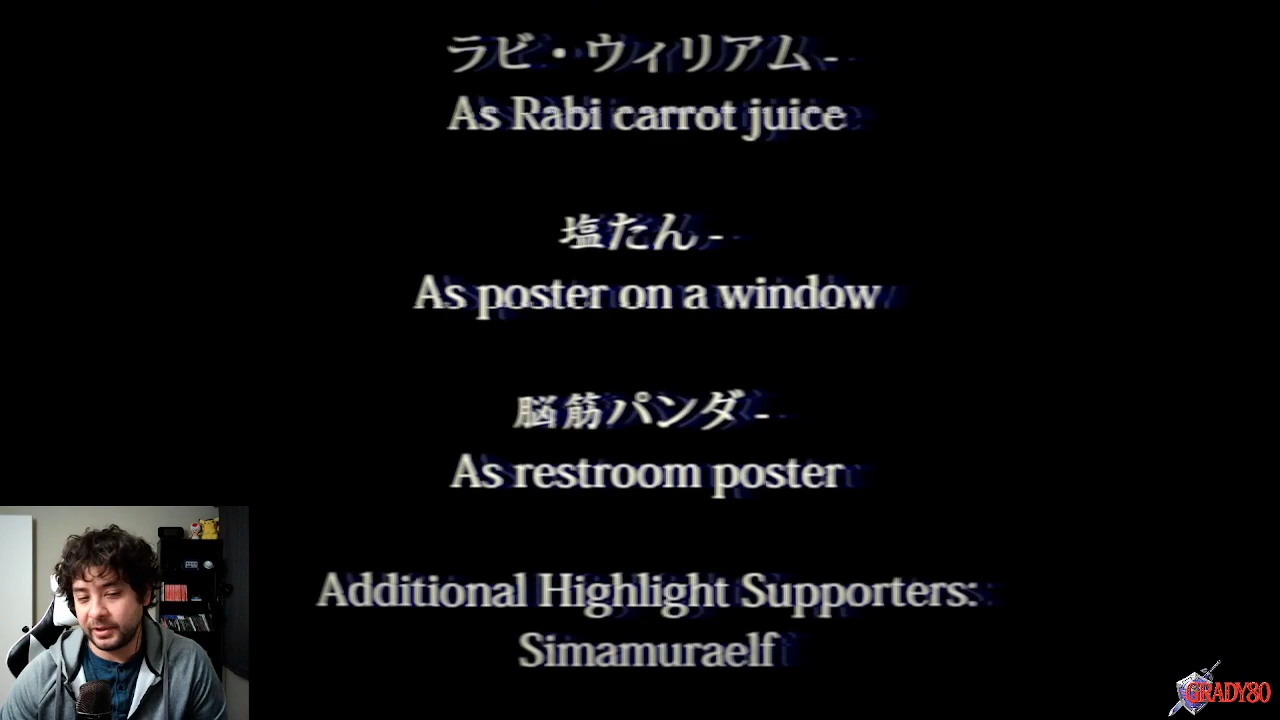 ラビ・ウィリアム -
As Rabi carrot juice
塩たん -
As poster on a window
脳筋パンダ -
As restroom poster
Additional Highlight Supporters:
Simamuraelf
GRADY80